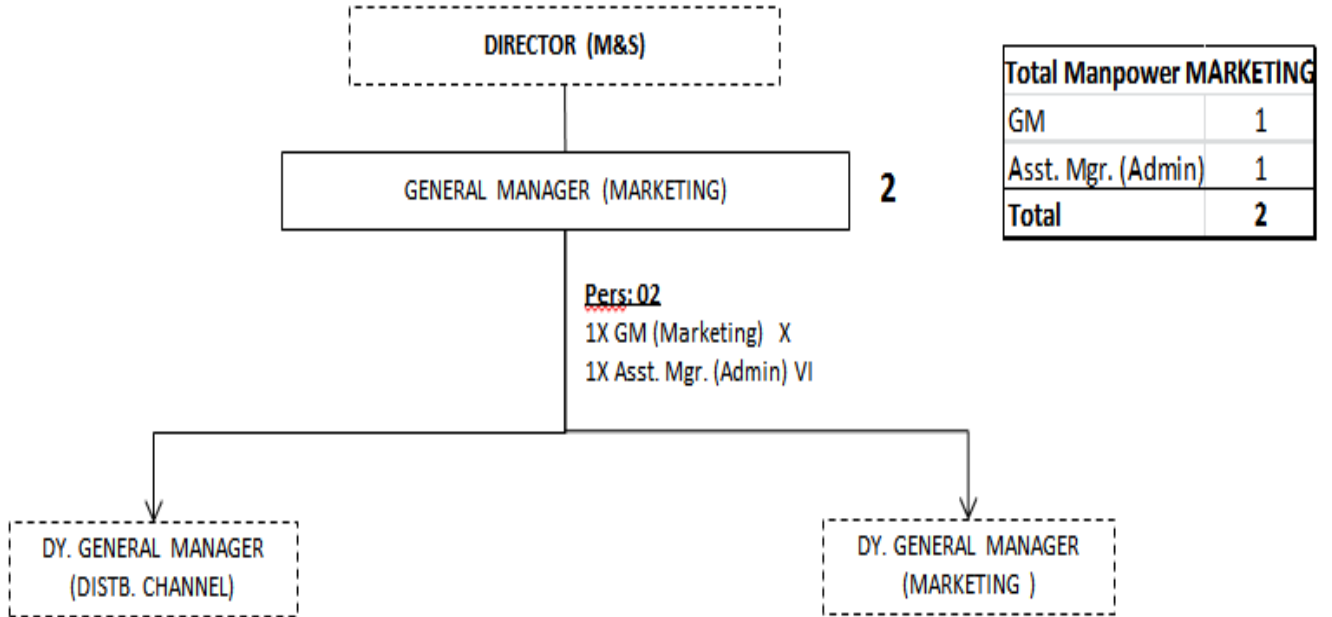 DIRECTOR (M&S)
Total Manpower MARKETING
GM 1
Asst. Mgr. (Admin) 1
Total 2
GENERAL MANAGER (MARKETING)
2
Pers: 02
1X GM (Marketing) X
1X Asst. Mgr. (Admin) VI
DY. GENERAL MANAGER
(DISTB. CHANNEL)
DY. GENERAL MANAGER
(MARKETING )